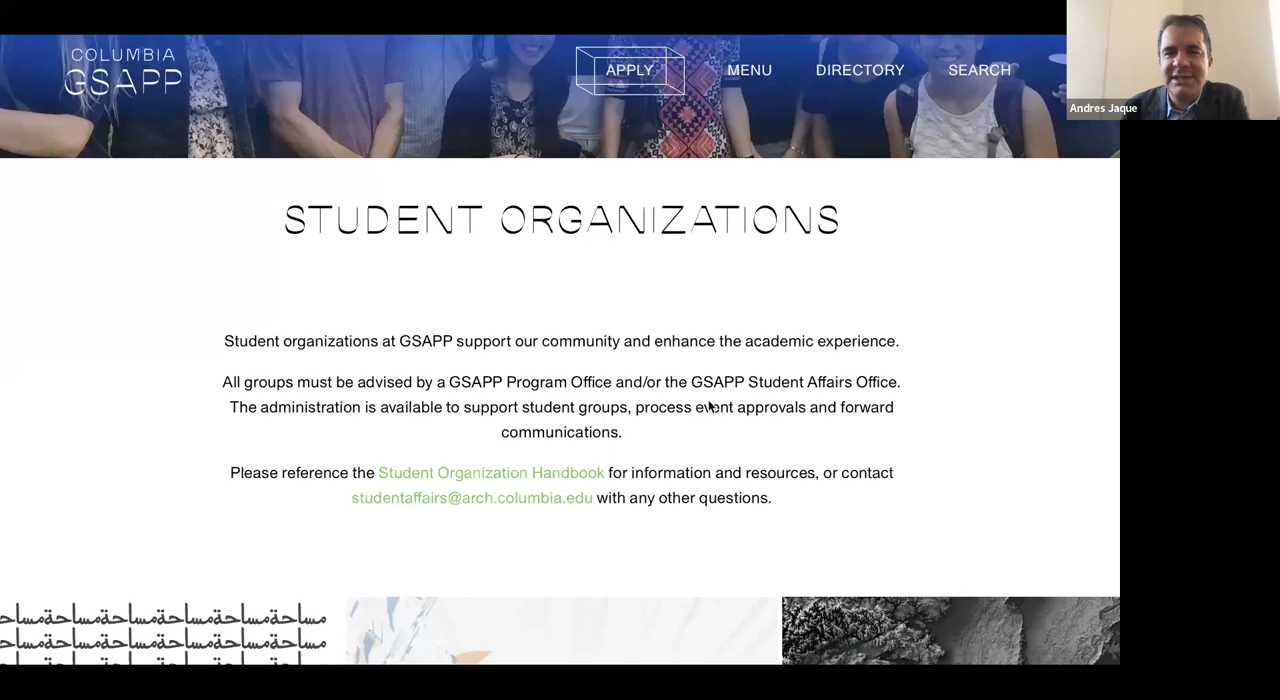 COLUMBIA
GSAPP
APPLY
MENU
DIRECTORY
SEARCH
Andres Jaque
STUDENT ORGANIZATIONS
Student organizations at GSAPP support our community and enhance the academic experience.
All groups must be advised by a GSAPP Program Office and/or the GSAPP Student Affairs Office.
The administration is available to support student groups, process event approvals and forward
communications.
Please reference the Student Organization Handbook for information and resources, or contact
studentaffairs@arch.columbia.edu with any other questions.
مساحةمساحةمساحةمساحةمساحةمساحة
مساحةمساحةمساحةمساحةمساحةمساحة